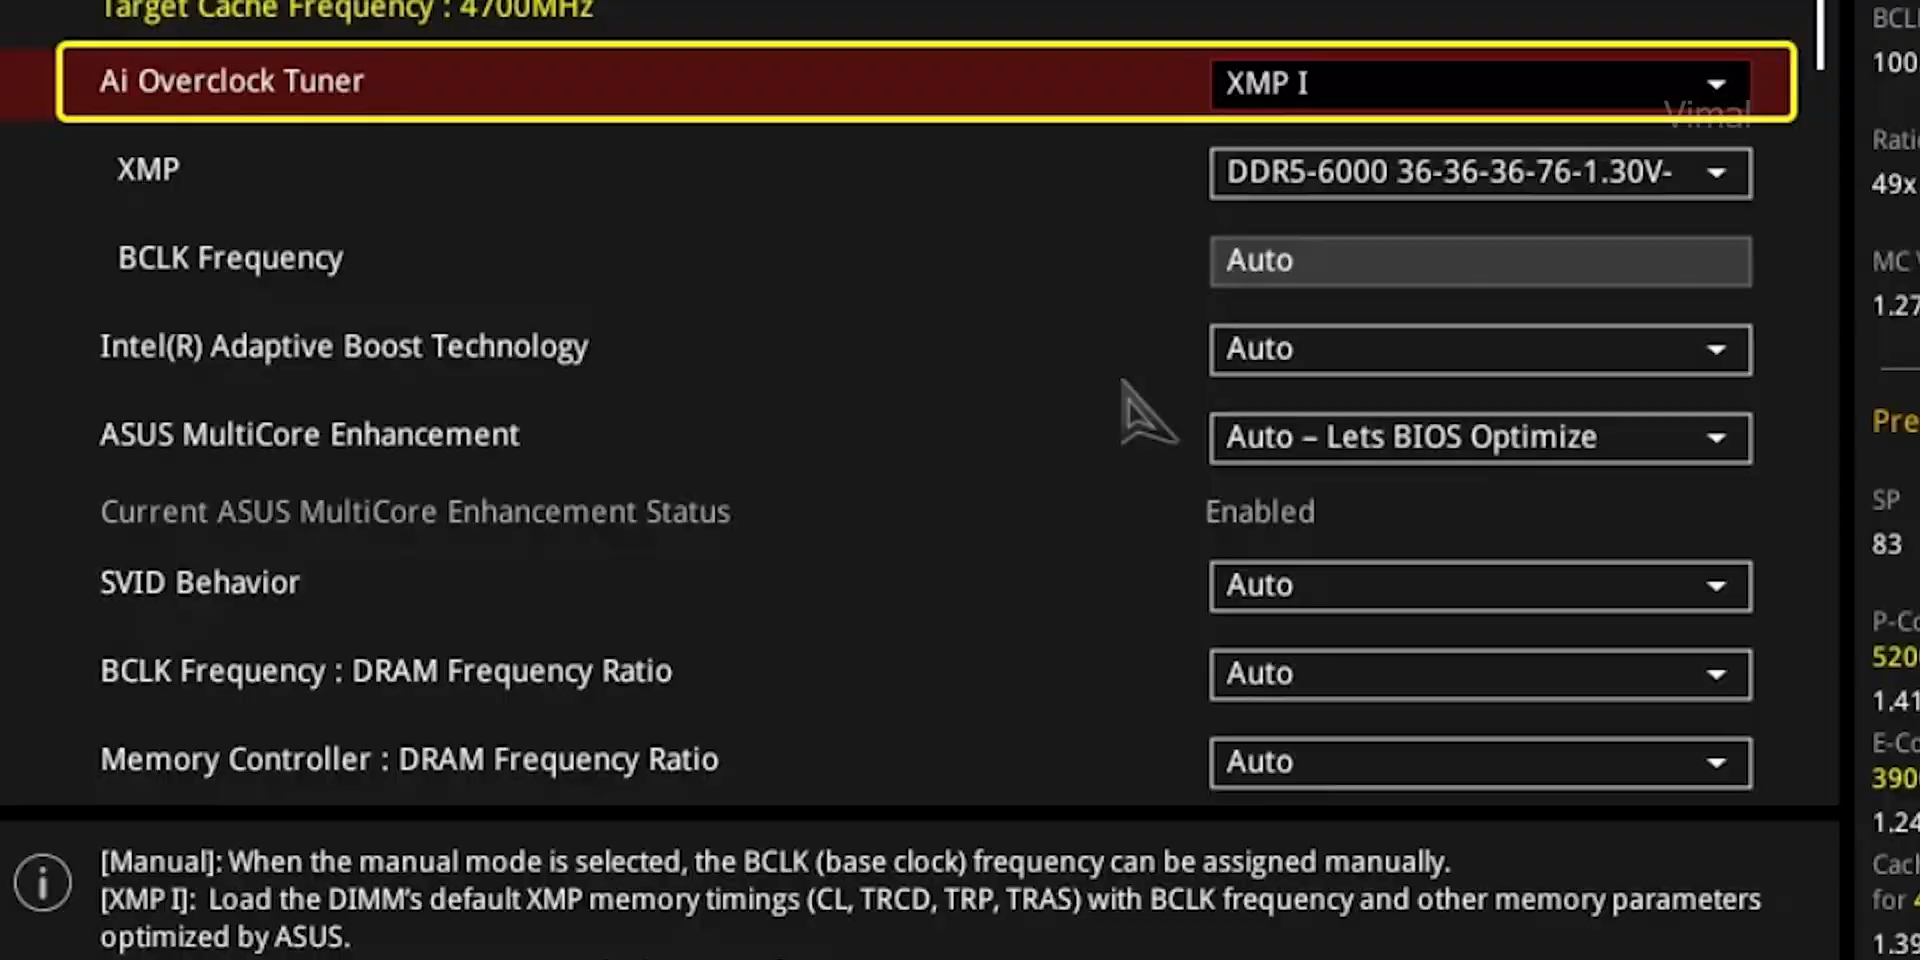 Target Cache Frequency : 4700MHz
Ai Overclock Tuner
XMP I
Vimal
XMP
DDR5-6000 36-36-36-76-1.30V-
BCLK Frequency
Auto
Intel(R) Adaptive Boost Technology
Auto
ASUS MultiCore Enhancement
Auto – Lets BIOS Optimize
Current ASUS MultiCore Enhancement Status
Enabled
SVID Behavior
Auto
BCLK Frequency : DRAM Frequency Ratio
Auto
Memory Controller : DRAM Frequency Ratio
Auto
[Manual]: When the manual mode is selected, the BCLK (base clock) frequency can be assigned manually.
[XMP I]: Load the DIMM's default XMP memory timings (CL, TRCD, TRP, TRAS) with BCLK frequency and other memory parameters
optimized by ASUS.
100
49x
MC
1.27
Pre
SP
83
P-Co
520
1.41
E-Co
390
1.24
Cach
for
1.39